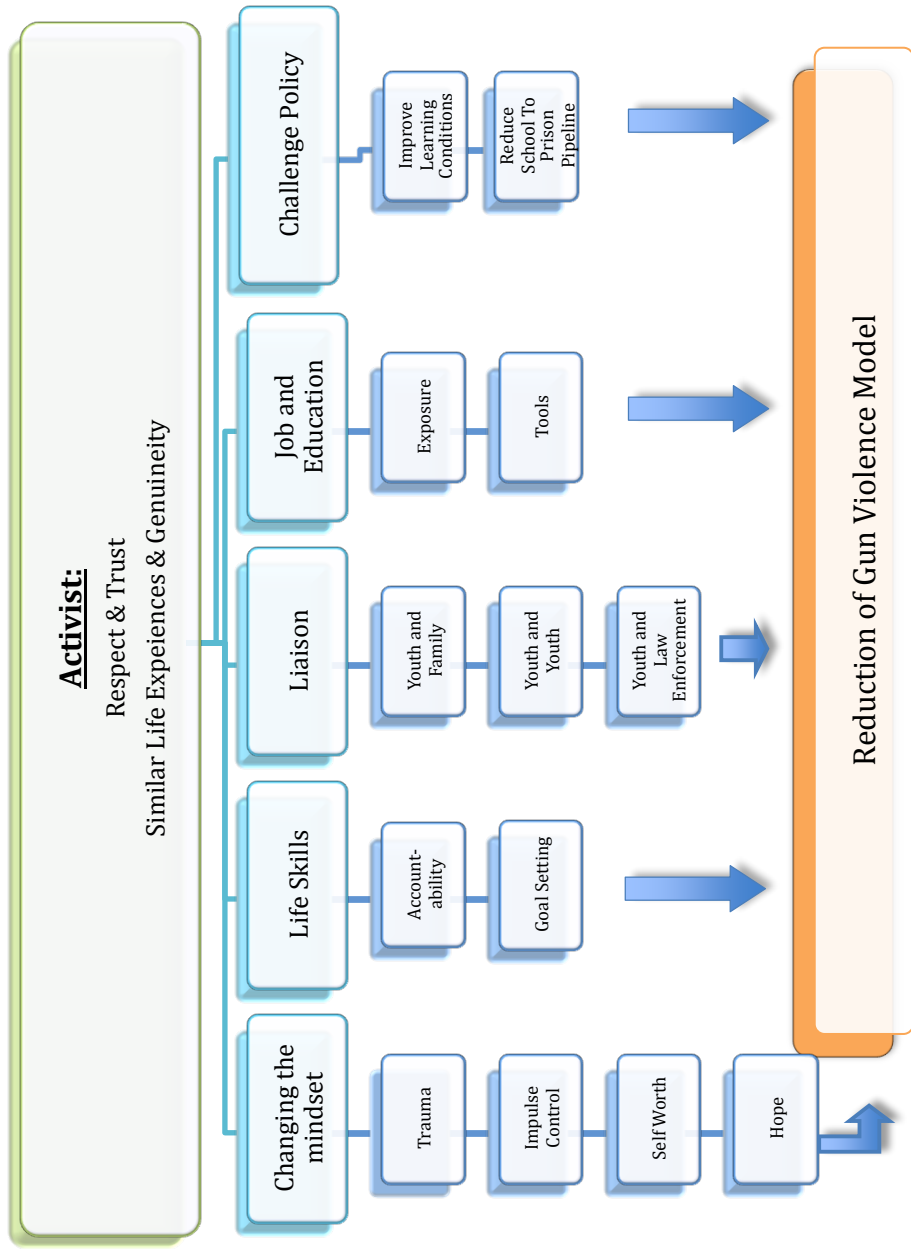 Activist:
Respect & Trust
Similar Life Expeiences & Genuineity
Changing the
mindset
Trauma
Impulse
Control
Self Worth
Hope
Life Skills
Account-
ability
Goal Setting
Liaison
Youth and
Family
Youth and
Youth
Youth and
Law
Enforcement
Job and
Education
Exposure
Tools
Challenge Policy
Improve
Learning
Conditions
Reduce
School To
Prison
Pipeline
Reduction of Gun Violence Model